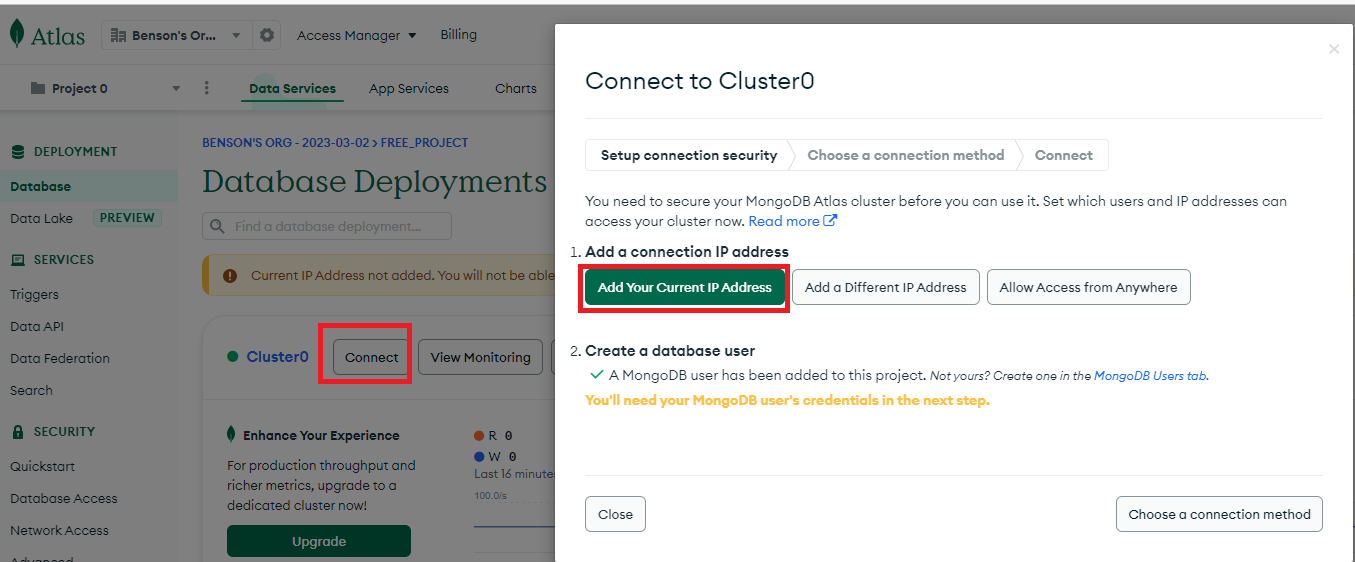 Atlas
Benson's Or...
Access Manager
Billing
Project 0
Data Services
App Services
Charts
DEPLOYMENT
Database
Data Lake PREVIEW
SERVICES
Triggers
Data API
Data Federation
Search
SECURITY
Quickstart
Database Access
Network Access
Advanced
BENSON'S ORG - 2023-03-02 > FREE_PROJECT
Database Deployments
Find a database deployment...
Current IP Address not added. You will not be able
Cluster0
Connect
View Monitoring
Enhance Your Experience
For production throughput and
richer metrics, upgrade to a
dedicated cluster now!
Upgrade
R 0
W 0
Last 16 minute
100.0/s
×
Connect to Cluster0
Setup connection security
Choose a connection method
Connect
You need to secure your MongoDB Atlas cluster before you can use it. Set which users and IP addresses can
access your cluster now. Read more
1. Add a connection IP address
Add Your Current IP Address
Add a Different IP Address
Allow Access from Anywhere
2. Create a database user
A MongoDB user has been added to this project. Not yours? Create one in the MongoDB Users tab.
You'll need your MongoDB user's credentials in the next step.
Close
Choose a connection method